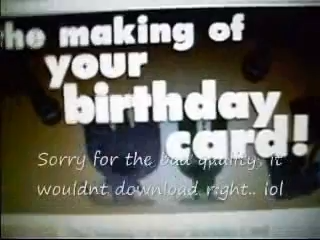 the making of
your
birthday
card!
Sorry for the bad quality, it
wouldnt download right.. lol